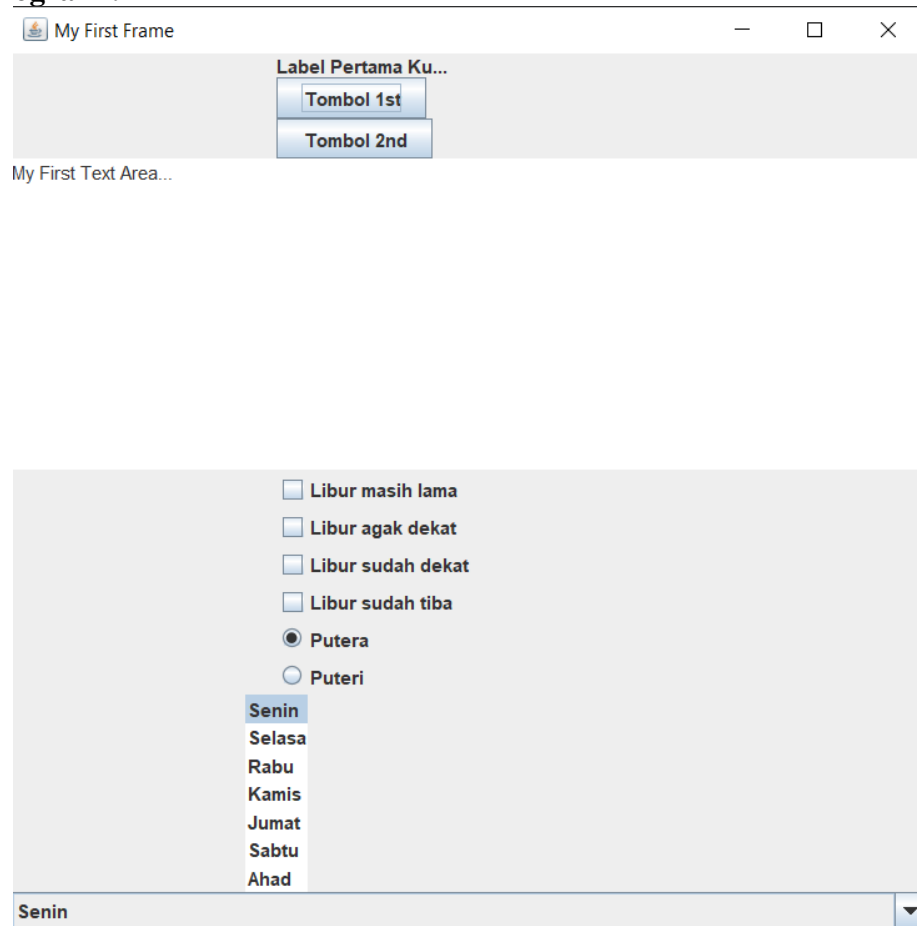 My First Frame
Label Pertama Ku...
Tombol 1st
Tombol 2nd
My First Text Area...
Libur masih lama
Libur agak dekat
Libur sudah dekat
Libur sudah tiba
Putera
Puteri
Senin
Selasa
Rabu
Kamis
Jumat
Sabtu
Ahad
Senin